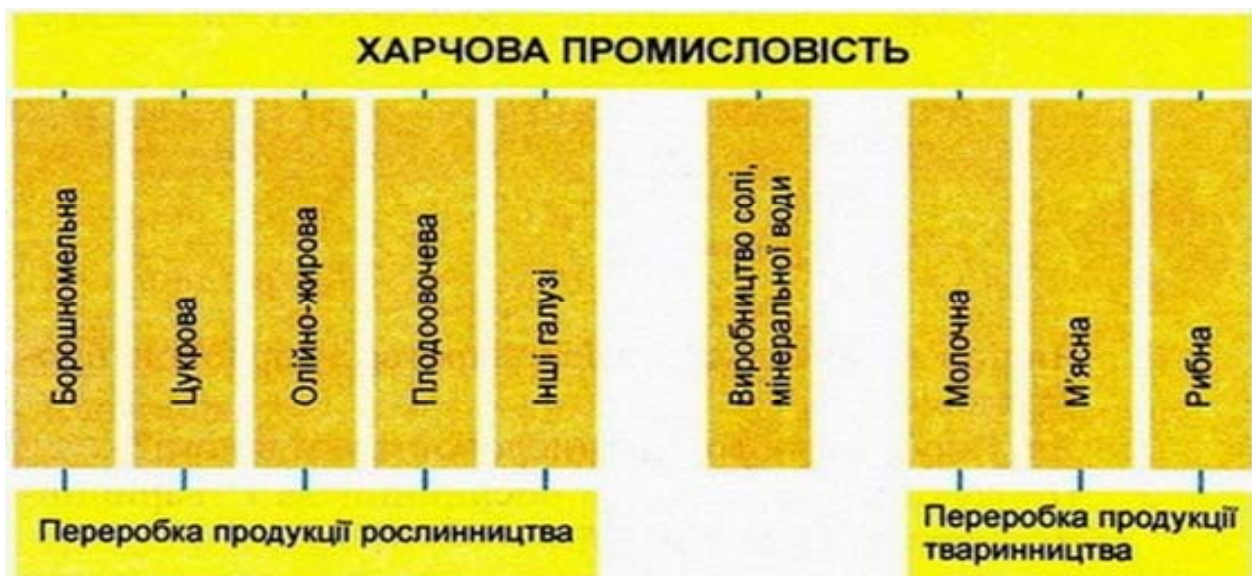 ХАРЧОВА ПРОМИСЛОВІСТЬ
Борошномельна
Цукрова
Олійно-жирова
Плодоовочева
Інші галузі
Виробництво солі,
мінеральної води
Молочна
М'ясна
Рибна
Переробка продукції рослинництва
Переробка продукції
тваринництва